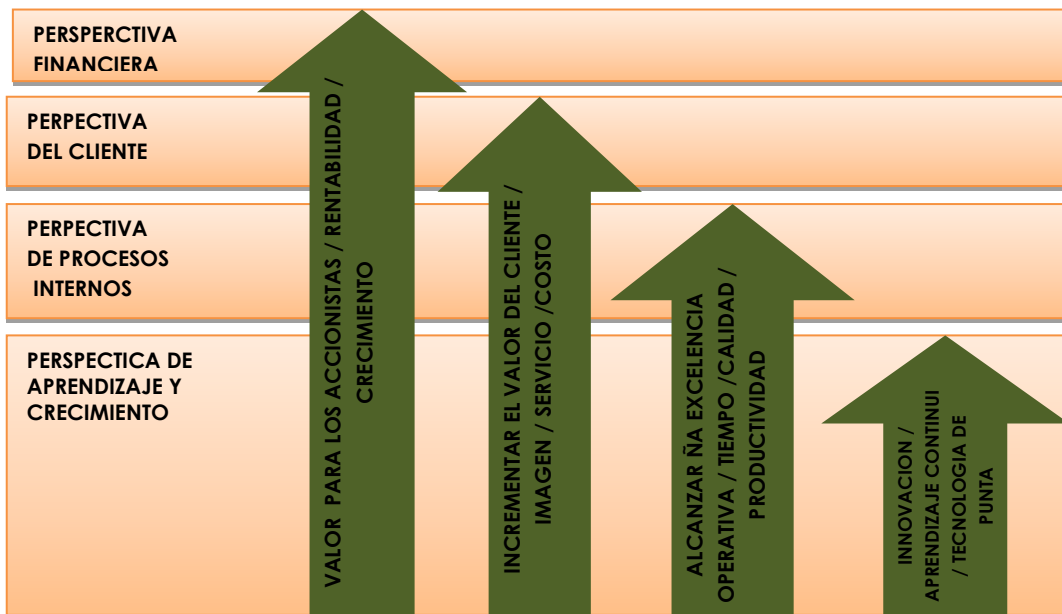 PERSPERCTIVA
FINANCIERA
PERPECTIVA
DEL CLIENTE
PERPECTIVA
DE PROCESOS
INTERNOS
PERSPECTICA DE
APRENDIZAJE Y
CRECIMIENTO
VALOR PARA LOS ACCIONISTAS / RENTABILIDAD /
CRECIMIENTO
INCREMENTAR EL VALOR DEL CLIENTE /
IMAGEN / SERVICIO /COSTO
ALCANZAR ÑA EXCELENCIA
OPERATIVA / TIEMPO /CALIDAD /
PRODUCTIVIDAD
INNOVACION /
APRENDIZAJE CONTINUI
/ TECNOLOGIA DE
PUNTA